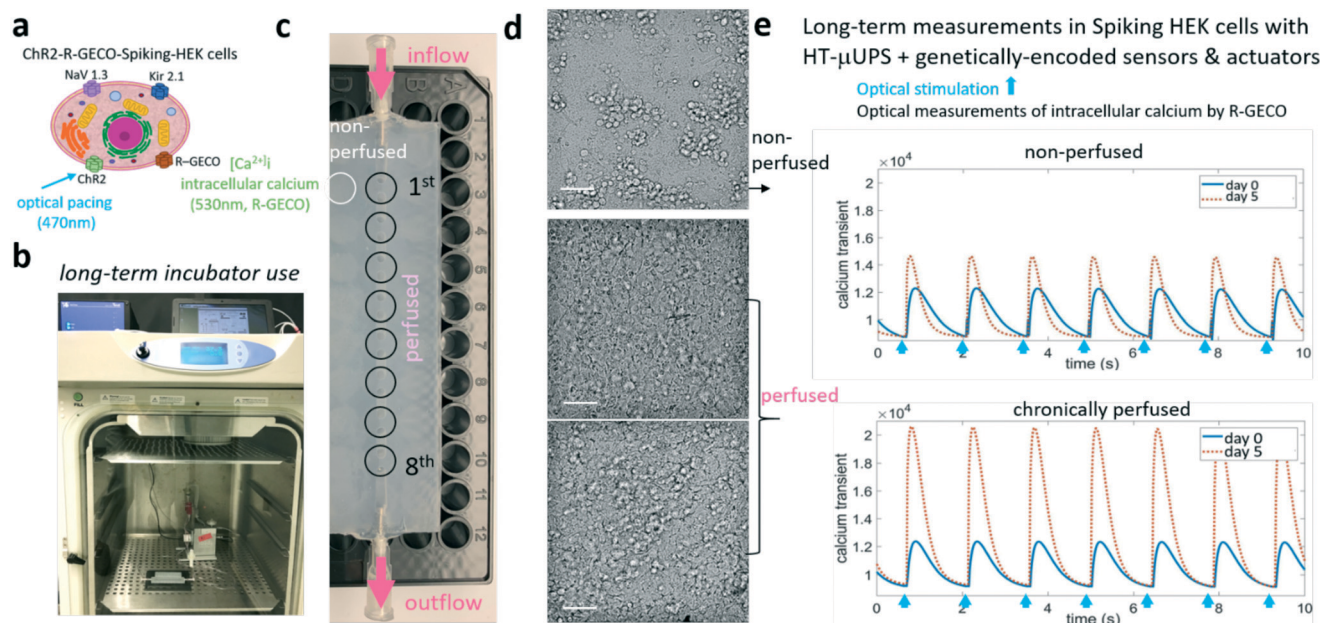 a
ChR2-R-GECO-Spiking-HEK cells
NaV 1.3
Kir 2.1
R–GECO
ChR2
[Ca²⁺]i
intracellular calcium
(530nm, R-GECO)
optical pacing
(470nm)
b
long-term incubator use
c
inflow
non-
perfused
1st
perfused
8th
outflow
D
B
A
1
2
3
4
5
6
7
8
9
10
11
12
d
non-
perfused
perfused
e
Long-term measurements in Spiking HEK cells with
HT-μUPS + genetically-encoded sensors & actuators
Optical stimulation
Optical measurements of intracellular calcium by R-GECO
non-perfused
×10⁴
calcium transient
2
1.8
1.6
1.4
1.2
1
day 0
day 5
0 2 4 6 8 10
time (s)
chronically perfused
×10⁴
calcium transient
2
1.8
1.6
1.4
1.2
1
day 0
day 5
0 2 4 6 8 10
time (s)